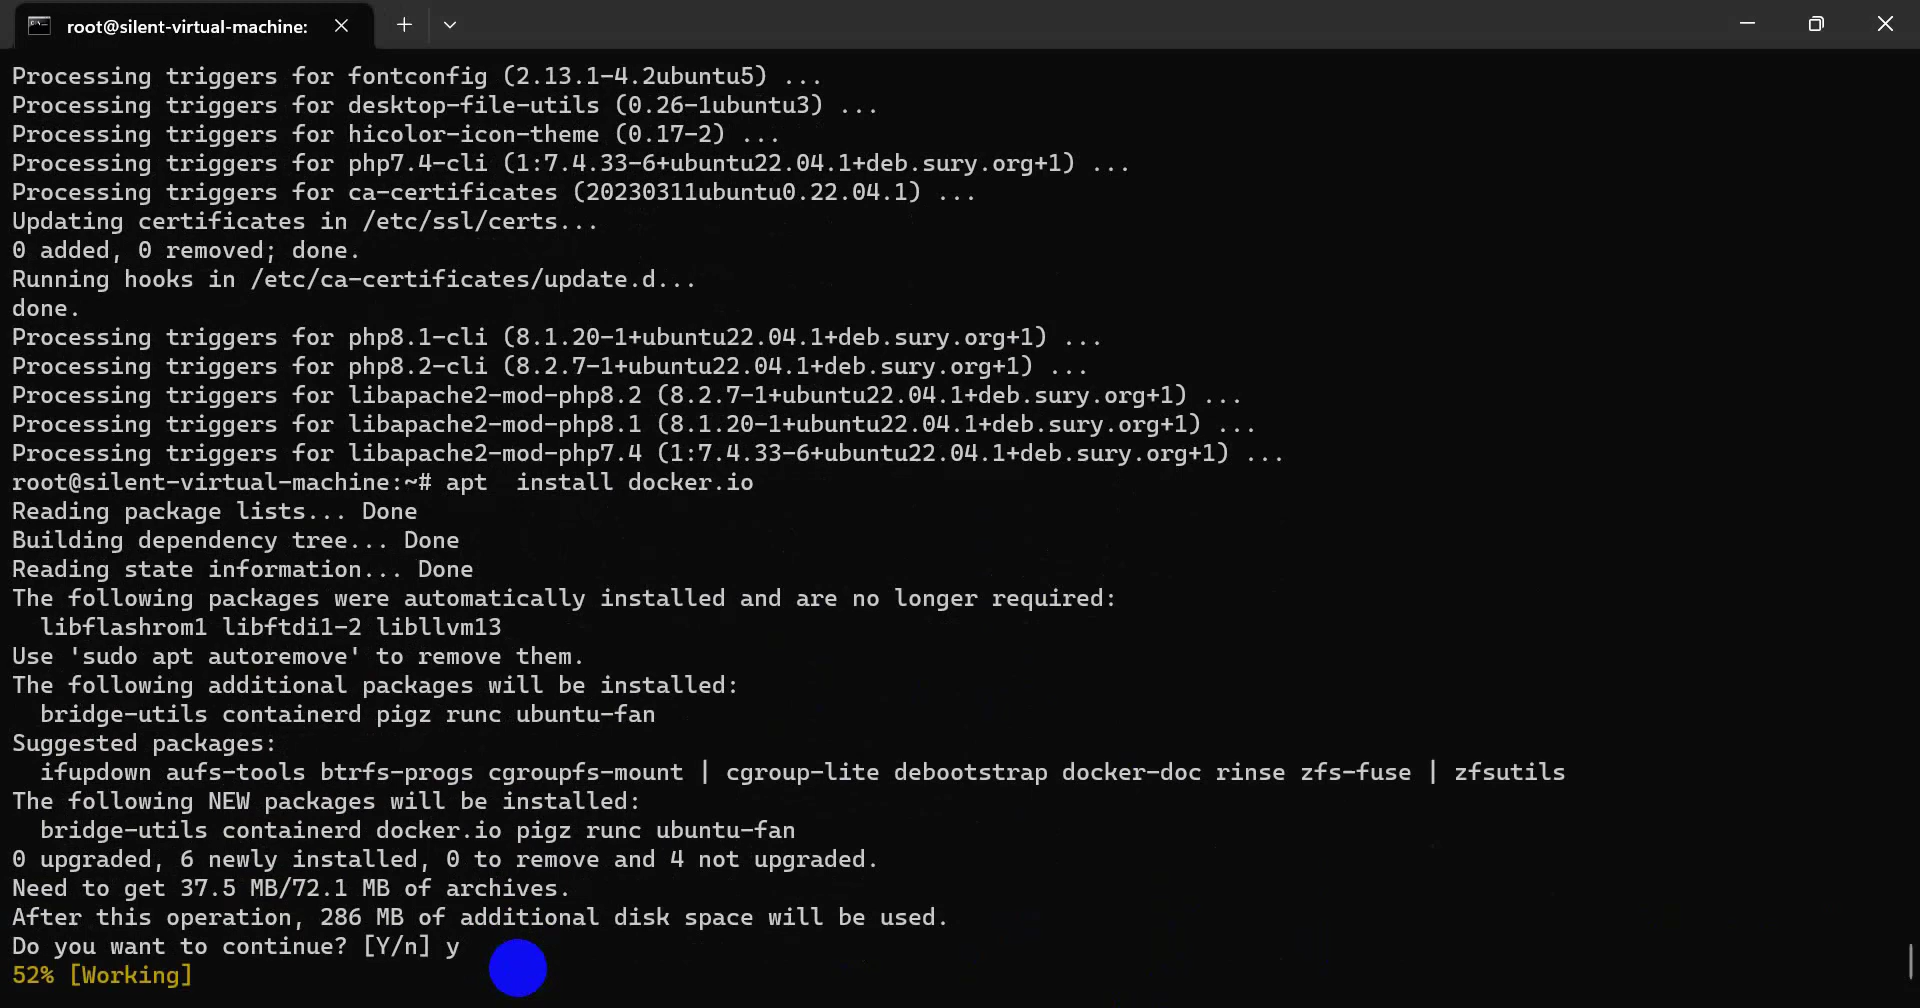 root@silent-virtual-machine:
Processing triggers for fontconfig (2.13.1-4.2ubuntu5) ...
Processing triggers for desktop-file-utils (0.26-1ubuntu3) ...
Processing triggers for hicolor-icon-theme (0.17-2) ...
Processing triggers for php7.4-cli (1:7.4.33-6+ubuntu22.04.1+deb.sury.org+1) ...
Processing triggers for ca-certificates (20230311ubuntu0.22.04.1) ...
Updating certificates in /etc/ssl/certs...
0 added, 0 removed; done.
Running hooks in /etc/ca-certificates/update.d...
done.
Processing triggers for php8.1-cli (8.1.20-1+ubuntu22.04.1+deb.sury.org+1) ...
Processing triggers for php8.2-cli (8.2.7-1+ubuntu22.04.1+deb.sury.org+1) ...
Processing triggers for libapache2-mod-php8.2 (8.2.7-1+ubuntu22.04.1+deb.sury.org+1) ...
Processing triggers for libapache2-mod-php8.1 (8.1.20-1+ubuntu22.04.1+deb.sury.org+1) ...
Processing triggers for libapache2-mod-php7.4 (1:7.4.33-6+ubuntu22.04.1+deb.sury.org+1) ...
root@silent-virtual-machine:~# apt  install docker.io
Reading package lists... Done
Building dependency tree... Done
Reading state information... Done
The following packages were automatically installed and are no longer required:
  libflashrom1 libftdi1-2 libllvm13
Use 'sudo apt autoremove' to remove them.
The following additional packages will be installed:
  bridge-utils containerd pigz runc ubuntu-fan
Suggested packages:
  ifupdown aufs-tools btrfs-progs cgroupfs-mount | cgroup-lite debootstrap docker-doc rinse zfs-fuse | zfsutils
The following NEW packages will be installed:
  bridge-utils containerd docker.io pigz runc ubuntu-fan
0 upgraded, 6 newly installed, 0 to remove and 4 not upgraded.
Need to get 37.5 MB/72.1 MB of archives.
After this operation, 286 MB of additional disk space will be used.
Do you want to continue? [Y/n] y
52% [Working]